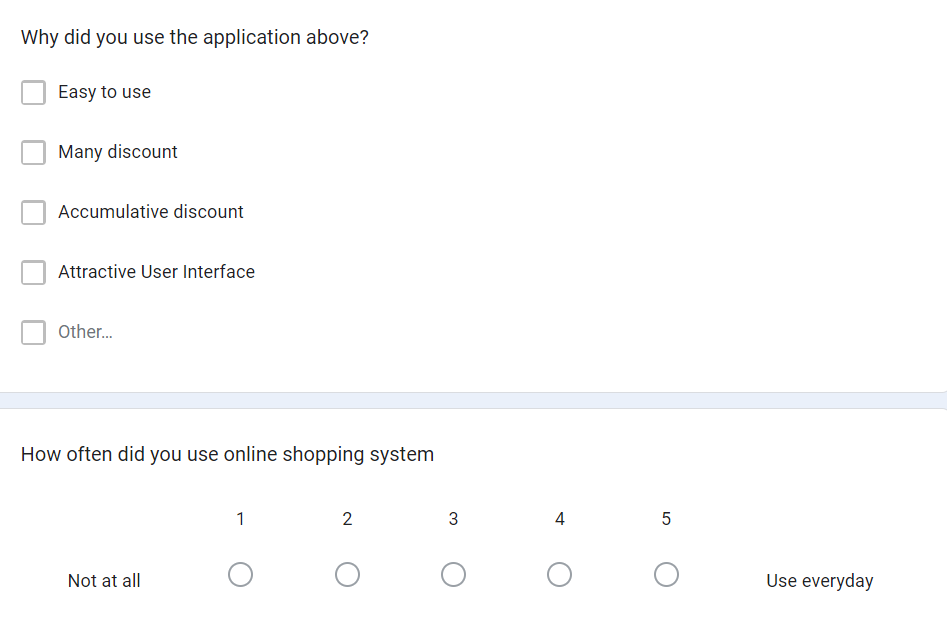 Why did you use the application above?
Easy to use
Many discount
Accumulative discount
Attractive User Interface
Other...
How often did you use online shopping system
1 2 3 4 5
Not at all Use everyday